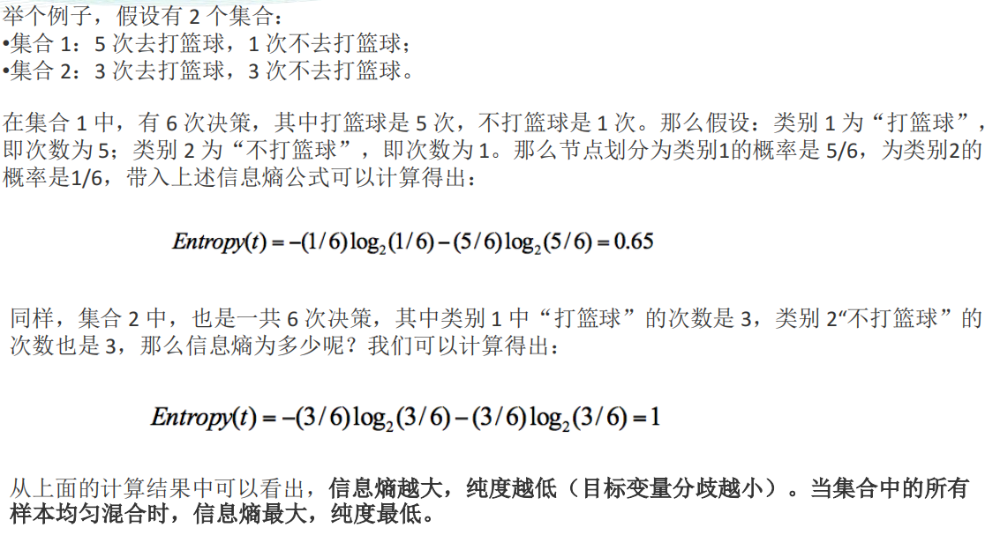 举个例子，假设有 2 个集合：
•集合 1：5 次去打篮球，1 次不去打篮球；
•集合 2：3 次去打篮球，3 次不去打篮球。
在集合 1 中，有 6 次决策，其中打篮球是 5 次，不打篮球是 1 次。那么假设：类别 1 为“打篮球”，
即次数为 5；类别 2 为“不打篮球”，即次数为 1。那么节点划分为类别1的概率是 5/6，为类别2的
概率是1/6，带入上述信息熵公式可以计算得出：
Entropy(t) = −(1/6)log₂(1/6) − (5/6)log₂(5/6) = 0.65
同样，集合 2 中，也是一共 6 次决策，其中类别 1 中“打篮球”的次数是 3，类别 2“不打篮球”的
次数也是 3，那么信息熵为多少呢？我们可以计算得出：
Entropy(t) = −(3/6)log₂(3/6) − (3/6)log₂(3/6) = 1
从上面的计算结果中可以看出，信息熵越大，纯度越低（目标变量分歧越小）。当集合中的所有
样本均匀混合时，信息熵最大，纯度最低。